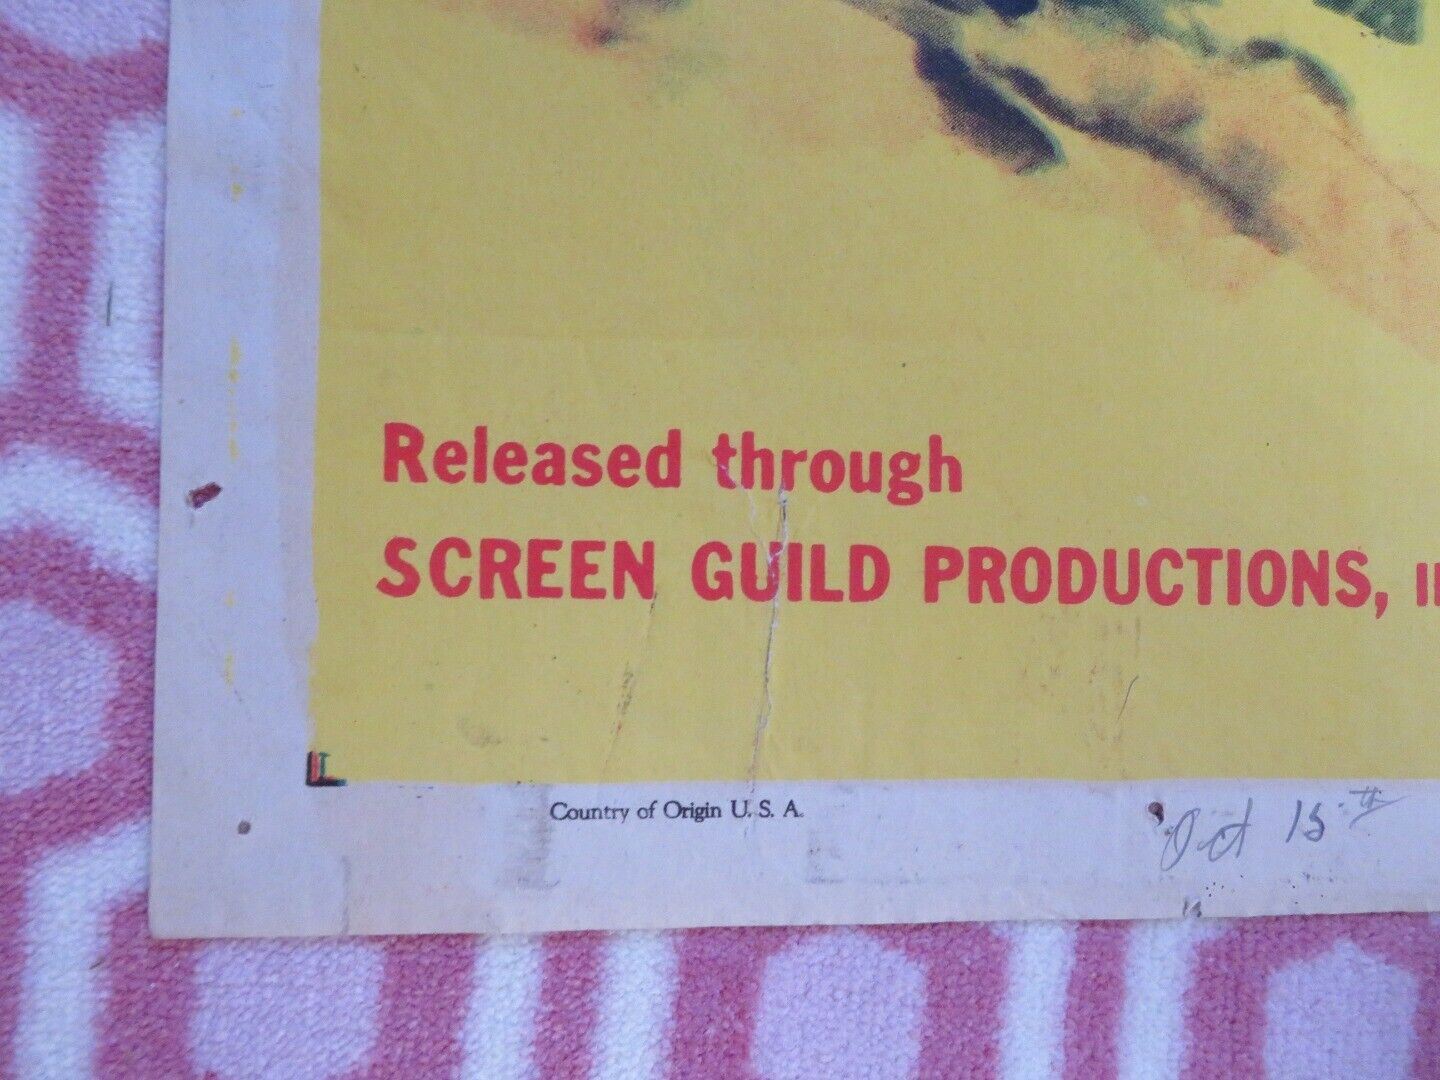 Released through
SCREEN GUILD PRODUCTIONS,
Country of Origin U. S. A.
Oct 15th